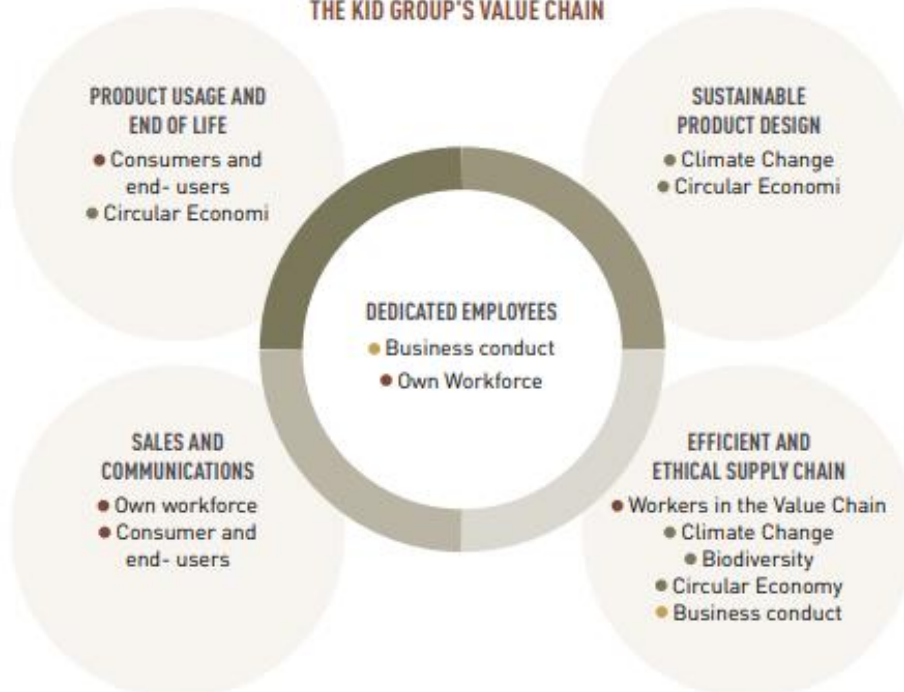 THE KID GROUP'S VALUE CHAIN
PRODUCT USAGE AND
END OF LIFE
● Consumers and
end- users
● Circular Economi
SUSTAINABLE
PRODUCT DESIGN
● Climate Change
● Circular Economi
DEDICATED EMPLOYEES
● Business conduct
● Own Workforce
SALES AND
COMMUNICATIONS
● Own workforce
● Consumer and
end- users
EFFICIENT AND
ETHICAL SUPPLY CHAIN
● Workers in the Value Chain
● Climate Change
● Biodiversity
● Circular Economy
● Business conduct